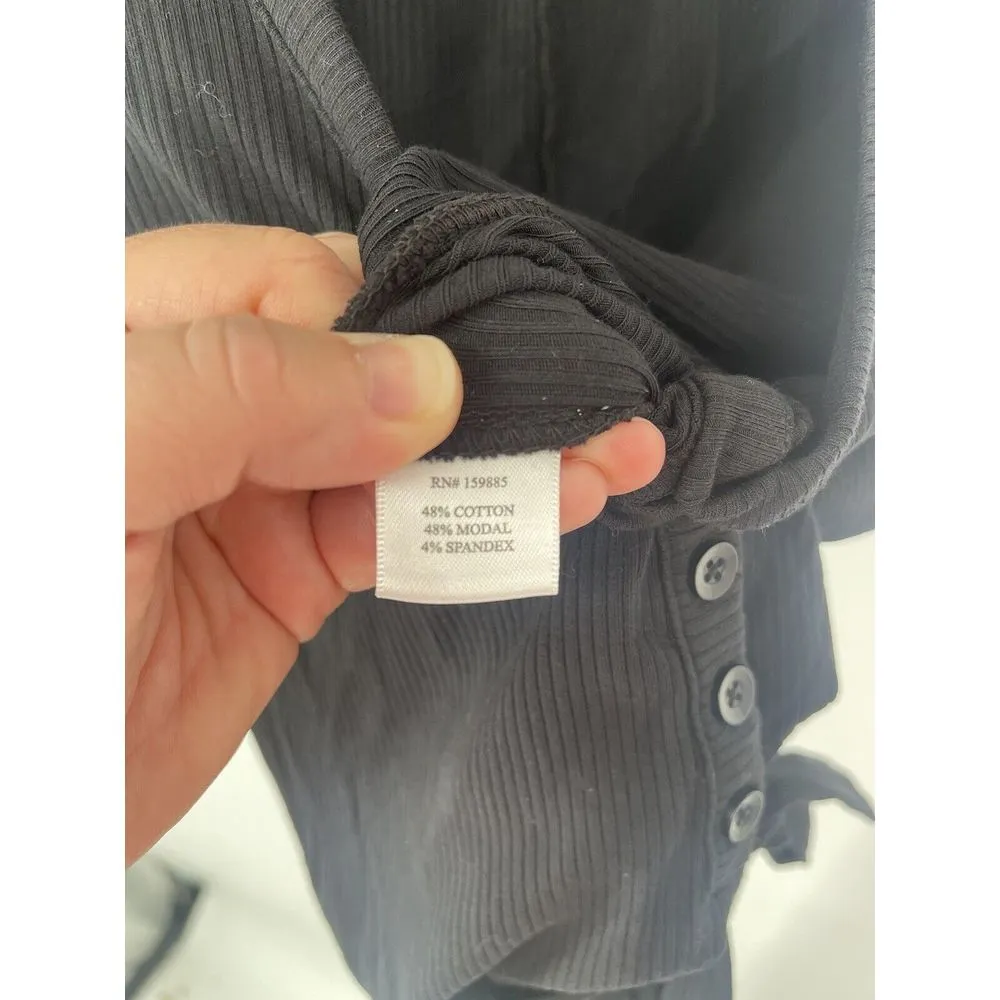 RN# 159885
48% COTTON
48% MODAL
4% SPANDEX